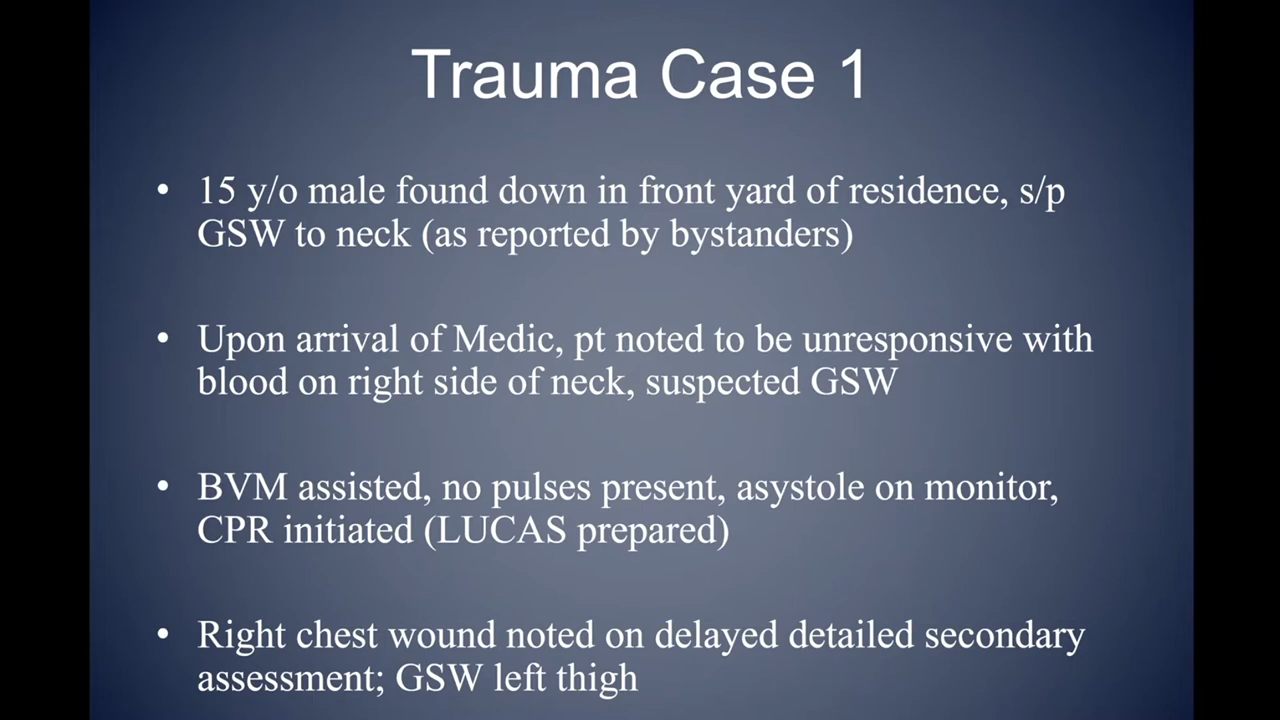 Trauma Case 1
• 15 y/o male found down in front yard of residence, s/p
GSW to neck (as reported by bystanders)
• Upon arrival of Medic, pt noted to be unresponsive with
blood on right side of neck, suspected GSW
• BVM assisted, no pulses present, asystole on monitor,
CPR initiated (LUCAS prepared)
• Right chest wound noted on delayed detailed secondary
assessment; GSW left thigh